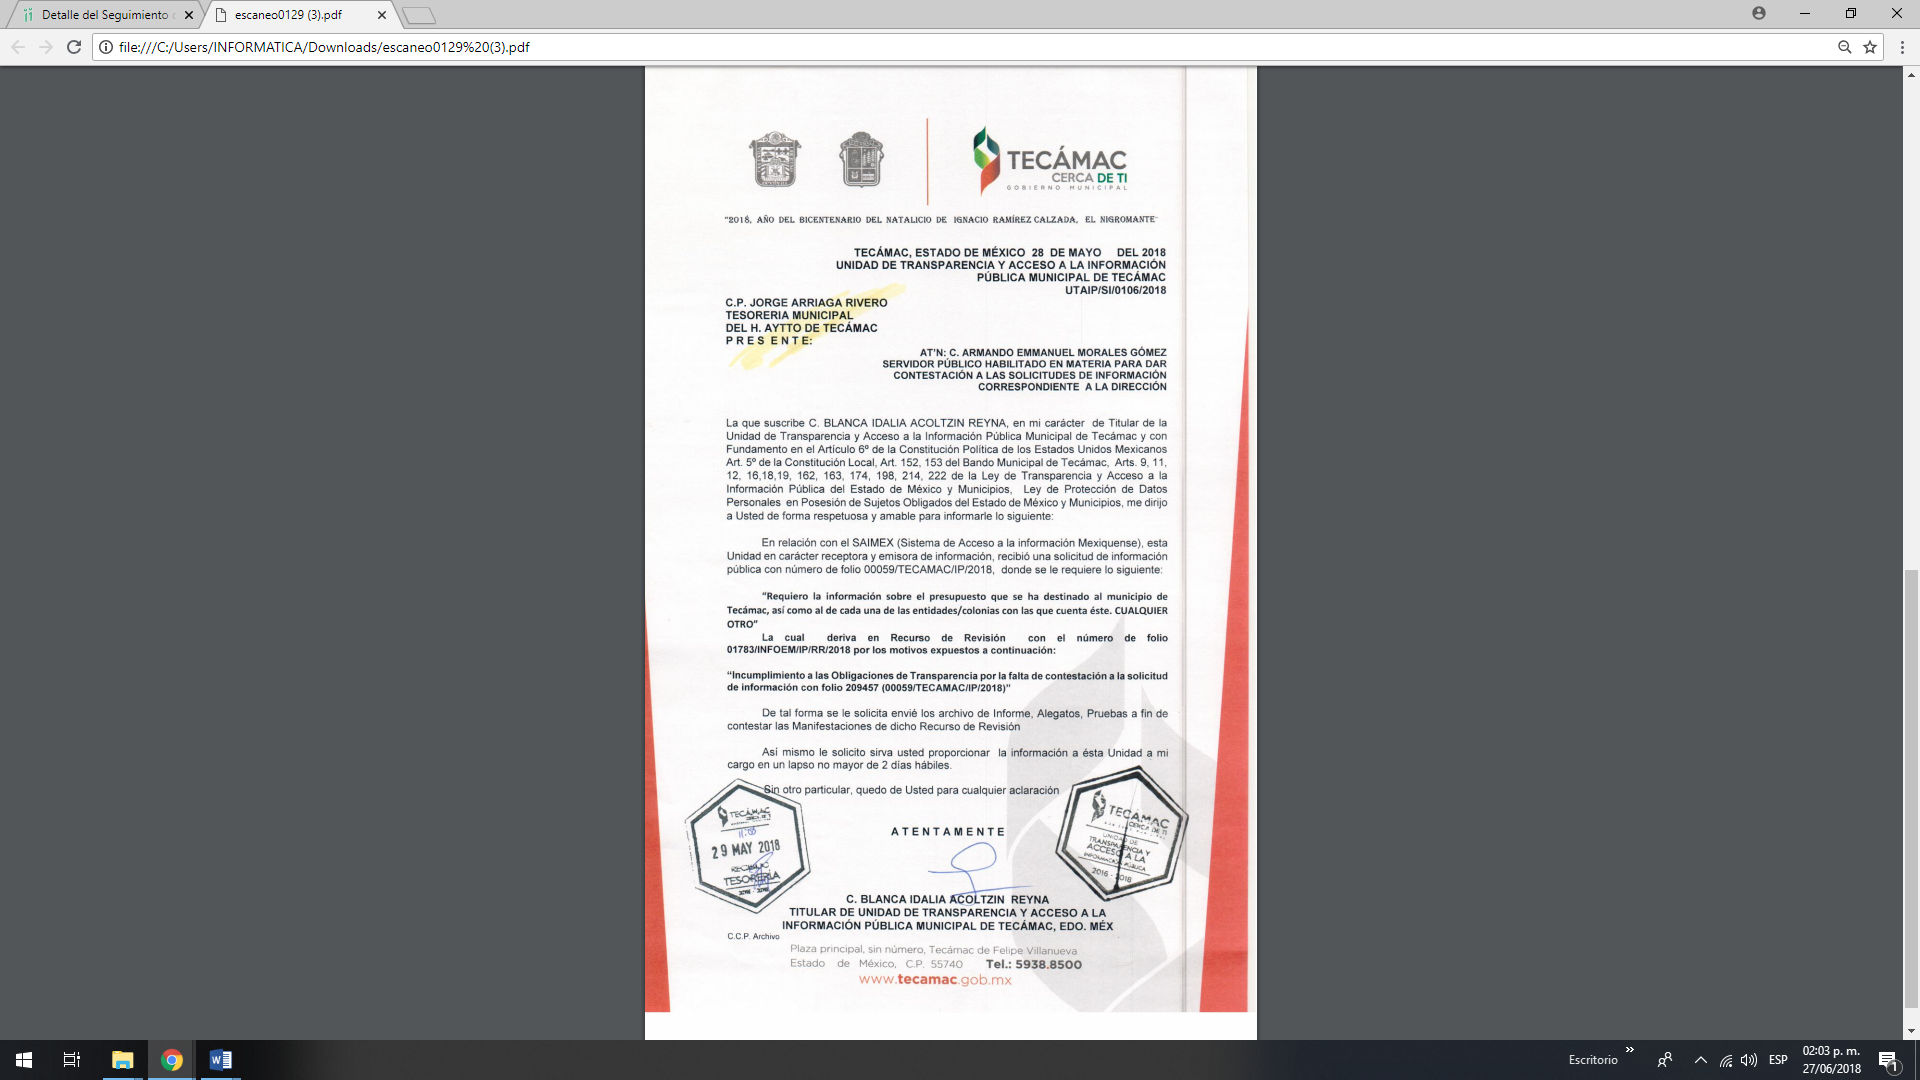 Detalle del Seguimiento
escaneo0129 (3).pdf
file:///C:/Users/INFORMATICA/Downloads/escaneo0129%20(3).pdf
TECÁMAC
CERCA DE TI
GOBIERNO MUNICIPAL
"2018, AÑO DEL BICENTENARIO DEL NATALICIO DE IGNACIO RAMÍREZ CALZADA, EL NIGROMANTE"
TECÁMAC, ESTADO DE MÉXICO 28 DE MAYO DEL 2018
UNIDAD DE TRANSPARENCIA Y ACCESO A LA INFORMACIÓN
PÚBLICA MUNICIPAL DE TECÁMAC
UTAIP/SI/0106/2018
C.P. JORGE ARRIAGA RIVERO
TESORERIA MUNICIPAL
DEL H. AYTTO DE TECÁMAC
P R E S E N T E:
AT'N: C. ARMANDO EMMANUEL MORALES GÓMEZ
SERVIDOR PÚBLICO HABILITADO EN MATERIA PARA DAR
CONTESTACIÓN A LAS SOLICITUDES DE INFORMACIÓN
CORRESPONDIENTE A LA DIRECCIÓN
La que suscribe C. BLANCA IDALIA ACOLTZIN REYNA, en mi carácter de Titular de la
Unidad de Transparencia y Acceso a la Información Pública Municipal de Tecámac y con
Fundamento en el Artículo 6º de la Constitución Política de los Estados Unidos Mexicanos
Art. 5º de la Constitución Local, Art. 152, 153 del Bando Municipal de Tecámac, Arts. 9, 11,
12, 16,18,19, 162, 163, 174, 198, 214, 222 de la Ley de Transparencia y Acceso a la
Información Pública del Estado de México y Municipios, Ley de Protección de Datos
Personales en Posesión de Sujetos Obligados del Estado de México y Municipios, me dirijo
a Usted de forma respetuosa y amable para informarle lo siguiente:
En relación con el SAIMEX (Sistema de Acceso a la información Mexiquense), esta
Unidad en carácter receptora y emisora de información, recibió una solicitud de información
pública con número de folio 00059/TECAMAC/IP/2018, donde se le requiere lo siguiente:
"Requiero la información sobre el presupuesto que se ha destinado al municipio de
Tecámac, así como al de cada una de las entidades/colonias con las que cuenta éste. CUALQUIER
OTRO"
La cual deriva en Recurso de Revisión con el número de folio
01783/INFOEM/IP/RR/2018 por los motivos expuestos a continuación:
"Incumplimiento a las Obligaciones de Transparencia por la falta de contestación a la solicitud
de información con folio 209457 (00059/TECAMAC/IP/2018)"
De tal forma se le solicita envié los archivo de Informe, Alegatos, Pruebas a fin de
contestar las Manifestaciones de dicho Recurso de Revisión
Así mismo le solicito sirva usted proporcionar la información a ésta Unidad a mi
cargo en un lapso no mayor de 2 días hábiles.
Sin otro particular, quedo de Usted para cualquier aclaración
A T E N T A M E N T E
TECÁMAC
CERCA DE TI
29 MAY 2018
RECIBIDO
TESORERÍA
TECÁMAC
CERCA DE TI
UNIDAD DE
TRANSPARENCIA Y
ACCESO A LA
INFORMACIÓN PÚBLICA
2016 - 2018
C. BLANCA IDALIA ACOLTZIN REYNA
TITULAR DE UNIDAD DE TRANSPARENCIA Y ACCESO A LA
INFORMACIÓN PÚBLICA MUNICIPAL DE TECÁMAC, EDO. MÉX
C.C.P. Archivo
Plaza principal, sin número, Tecámac de Felipe Villanueva
Estado de México, C.P. 55740 Tel.: 5938.8500
www.tecamac.gob.mx
Escritorio
ESP
02:03 p. m.
27/06/2018
1